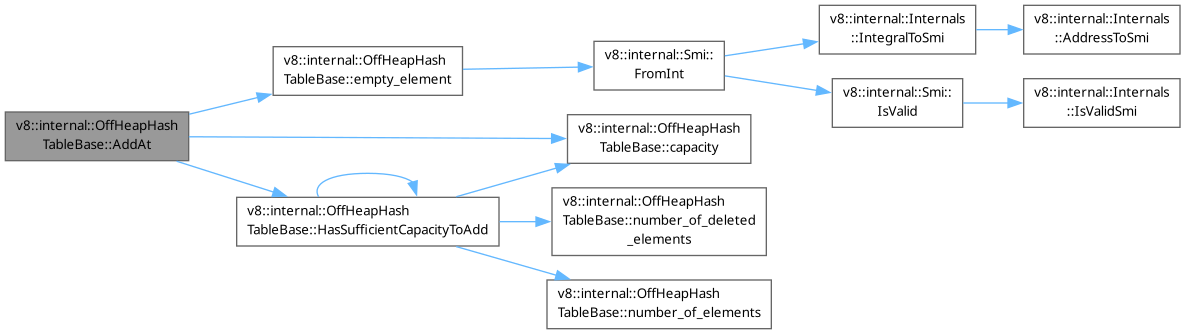 v8::internal::OffHeapHash
TableBase::AddAt
v8::internal::OffHeapHash
TableBase::empty_element
v8::internal::Smi::
FromInt
v8::internal::Internals
::IntegralToSmi
v8::internal::Internals
::AddressToSmi
v8::internal::Smi::
IsValid
v8::internal::Internals
::IsValidSmi
v8::internal::OffHeapHash
TableBase::capacity
v8::internal::OffHeapHash
TableBase::HasSufficientCapacityToAdd
v8::internal::OffHeapHash
TableBase::number_of_deleted
_elements
v8::internal::OffHeapHash
TableBase::number_of_elements